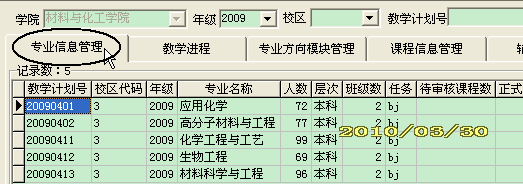 学院 材料与化工学院 年级 2009 校区 教学计划号
专业信息管理 教学进程 专业方向模块管理 课程信息管理
记录数：5
教学计划号 校区代码 年级 专业名称 人数 层次 班级数 任务 待审核课程数 正式
20090401 3 2009 应用化学 72 本科 2 bj
20090402 3 2009 高分子材料与工程 77 本科 2 bj
20090411 3 2009 化学工程与工艺 99 本科 2 bj
20090412 3 2009 生物工程 69 本科 2 bj
20090413 3 2009 材料科学与工程 96 本科 2 bj
2010/03/30